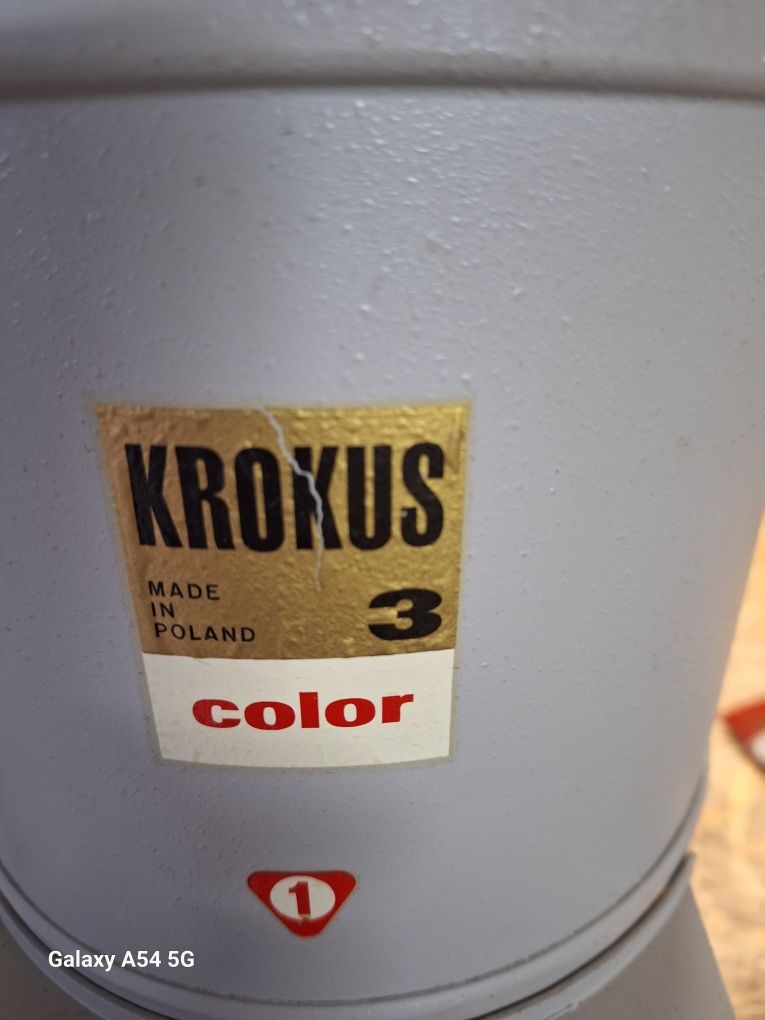 KROKUS
MADE
IN
POLAND
3
color
1
Galaxy A54 5G